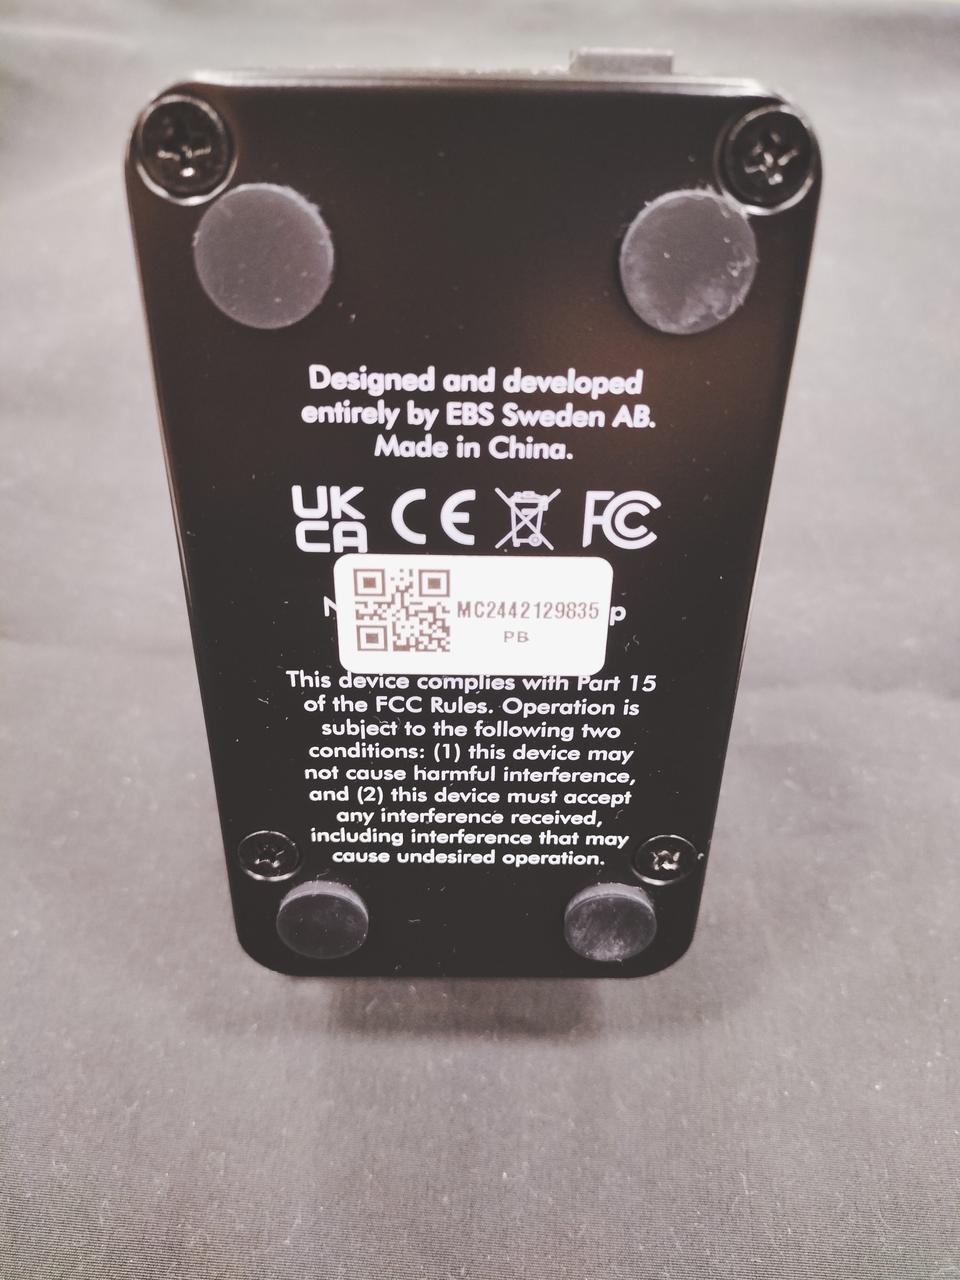 Designed and developed
entirely by EBS Sweden AB.
Made in China.
UK
CA CE FC
MC2442129835
PB
This device complies with Part 15
of the FCC Rules. Operation is
subject to the following two
conditions: (1) this device may
not cause harmful interference,
and (2) this device must accept
any interference received,
including interference that may
cause undesired operation.